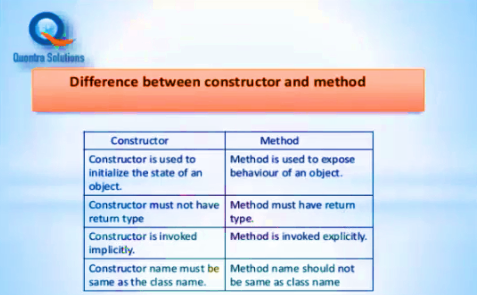 Quontra Solutions
Difference between constructor and method
Constructor
Method
Constructor is used to
initialize the state of an
object.
Method is used to expose
behaviour of an object.
Constructor must not have
return type
Method must have return
type.
Constructor is invoked
implicitly.
Method is invoked explicitly.
Constructor name must be
same as the class name.
Method name should not
be same as class name